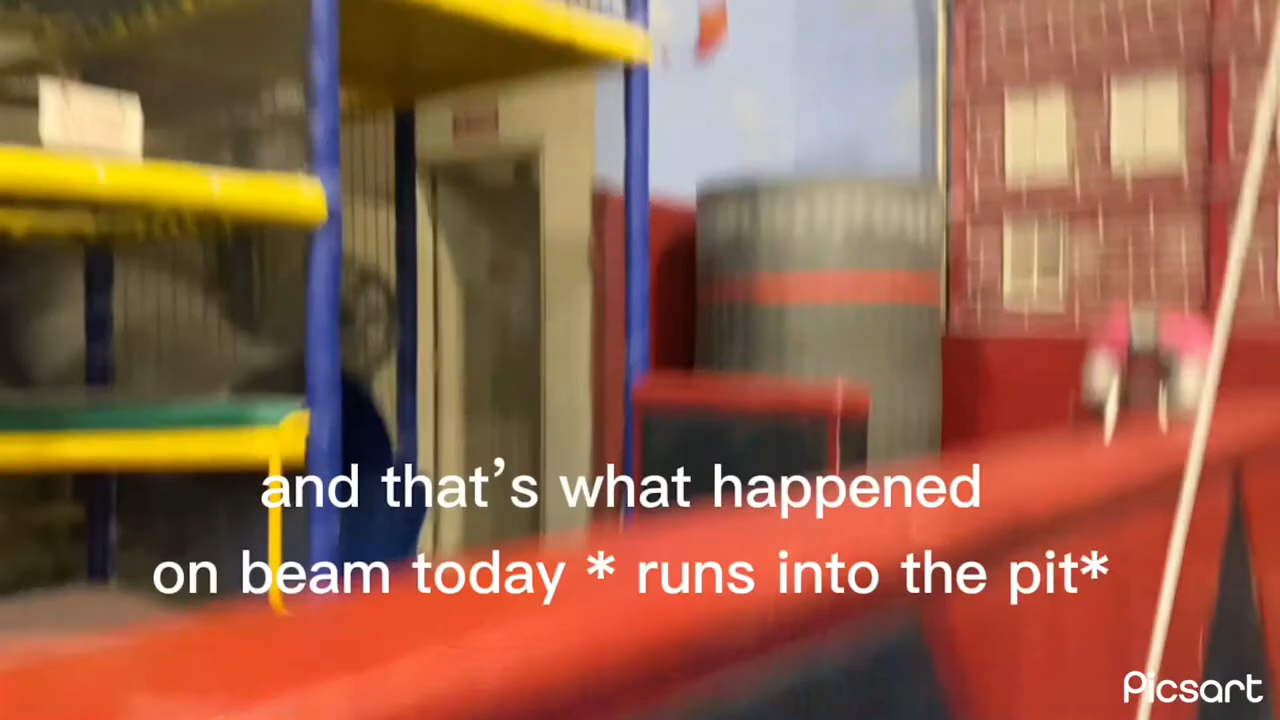 and that’s what happened
on beam today * runs into the pit*
Picsart